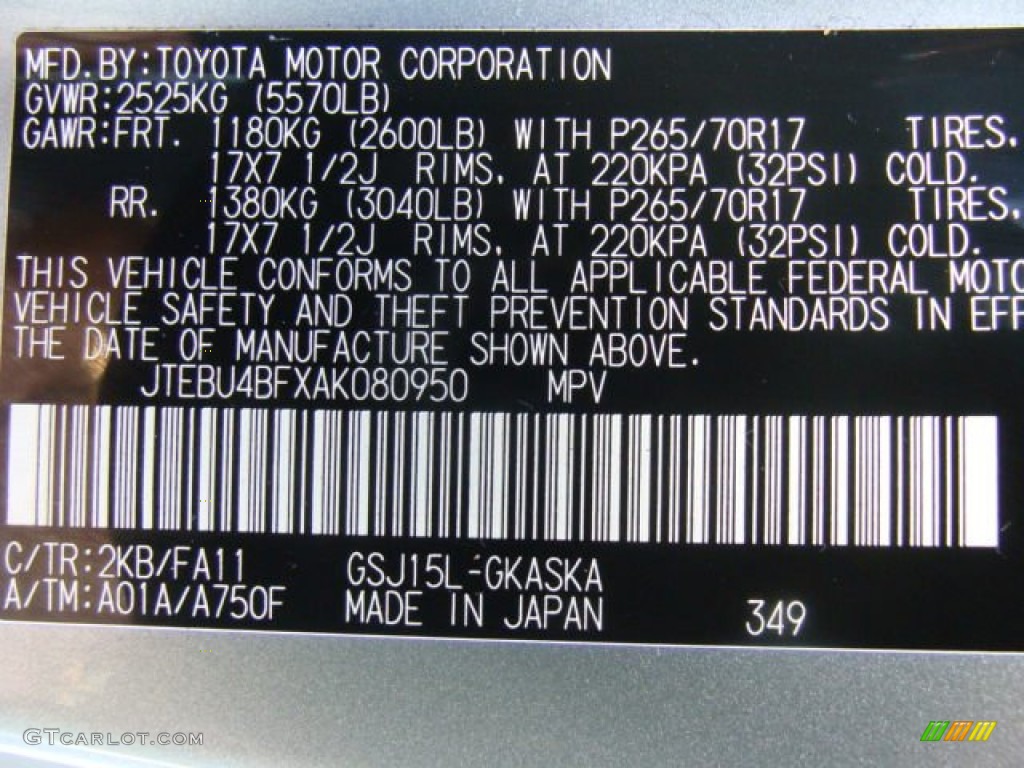 MFD.BY:TOYOTA MOTOR CORPORATION
GVWR:2525KG (5570LB)
GAWR:FRT. 1180KG (2600LB) WITH P265/70R17 TIRES.
17X7 1/2J RIMS, AT 220KPA (32PSI) COLD.
RR. 1380KG (3040LB) WITH P265/70R17 TIRES.
17X7 1/2J RIMS, AT 220KPA (32PSI) COLD.
THIS VEHICLE CONFORMS TO ALL APPLICABLE FEDERAL MOTO
VEHICLE SAFETY AND THEFT PREVENTION STANDARDS IN EFF
THE DATE OF MANUFACTURE SHOWN ABOVE.
JTEBU4BFXAK080950 MPV
C/TR:2KB/FA11 GSJ15L-GKASKA
A/TM:A01A/A750F MADE IN JAPAN 349
GTCARLOT.COM